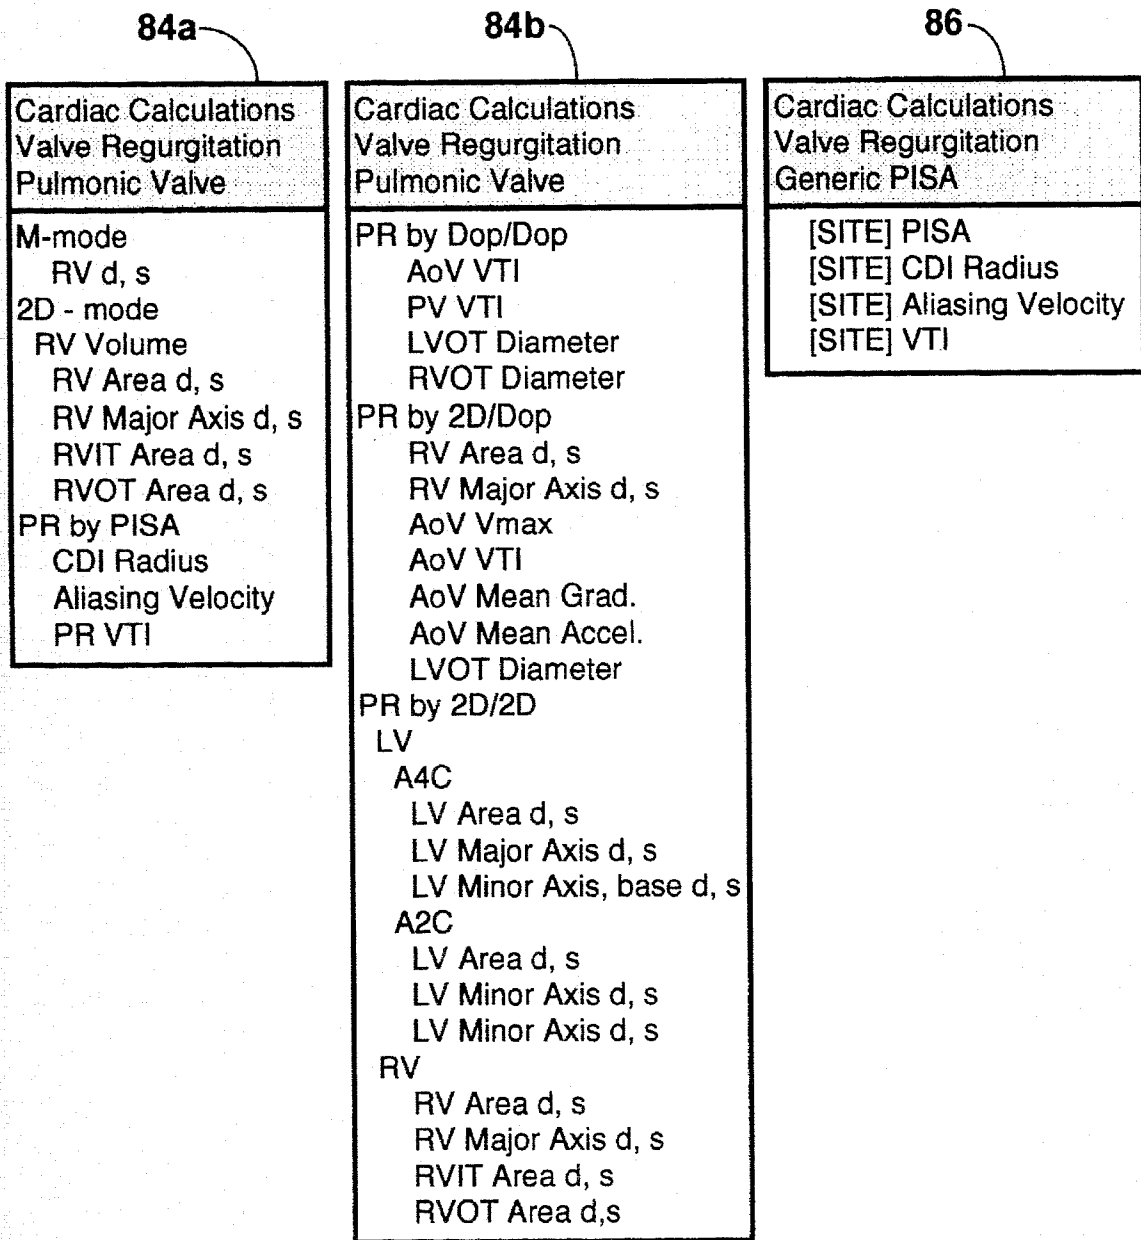 84a
Cardiac Calculations
Valve Regurgitation
Pulmonic Valve
M-mode
RV d, s
2D - mode
RV Volume
RV Area d, s
RV Major Axis d, s
RVIT Area d, s
RVOT Area d, s
PR by PISA
CDI Radius
Aliasing Velocity
PR VTI
84b
Cardiac Calculations
Valve Regurgitation
Pulmonic Valve
PR by Dop/Dop
AoV VTI
PV VTI
LVOT Diameter
RVOT Diameter
PR by 2D/Dop
RV Area d, s
RV Major Axis d, s
AoV Vmax
AoV VTI
AoV Mean Grad.
AoV Mean Accel.
LVOT Diameter
PR by 2D/2D
LV
A4C
LV Area d, s
LV Major Axis d, s
LV Minor Axis, base d, s
A2C
LV Area d, s
LV Minor Axis d, s
LV Minor Axis d, s
RV
RV Area d, s
RV Major Axis d, s
RVIT Area d, s
RVOT Area d,s
86
Cardiac Calculations
Valve Regurgitation
Generic PISA
[SITE] PISA
[SITE] CDI Radius
[SITE] Aliasing Velocity
[SITE] VTI